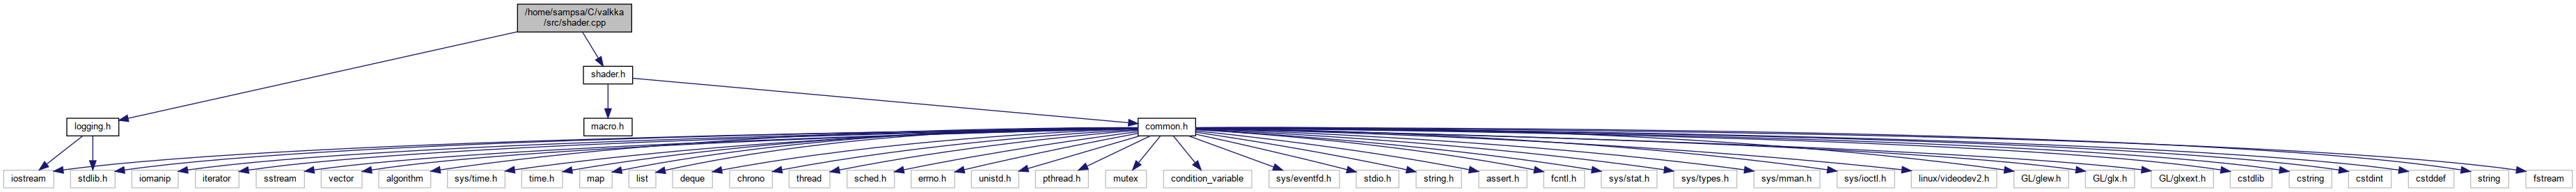 /home/sampsa/C/valkka
/src/shader.cpp
shader.h
logging.h
macro.h
common.h
iostream
stdlib.h
iomanip
iterator
sstream
vector
algorithm
sys/time.h
time.h
map
list
deque
chrono
thread
sched.h
errno.h
unistd.h
pthread.h
mutex
condition_variable
sys/eventfd.h
stdio.h
string.h
assert.h
fcntl.h
sys/stat.h
sys/types.h
sys/mman.h
sys/ioctl.h
linux/videodev2.h
GL/glew.h
GL/glx.h
GL/glxext.h
cstdlib
cstring
cstdint
cstddef
string
fstream